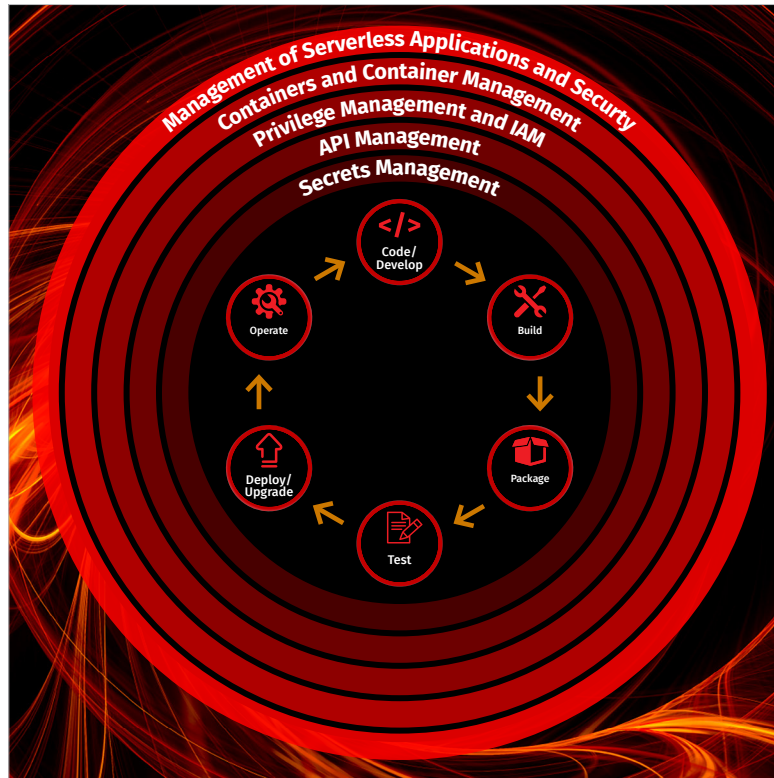 Management of Serverless Applications and Securty
Containers and Container Management
Privilege Management and IAM
API Management
Secrets Management
</>
Code/
Develop
Operate
Build
Deploy/
Upgrade
Package
Test